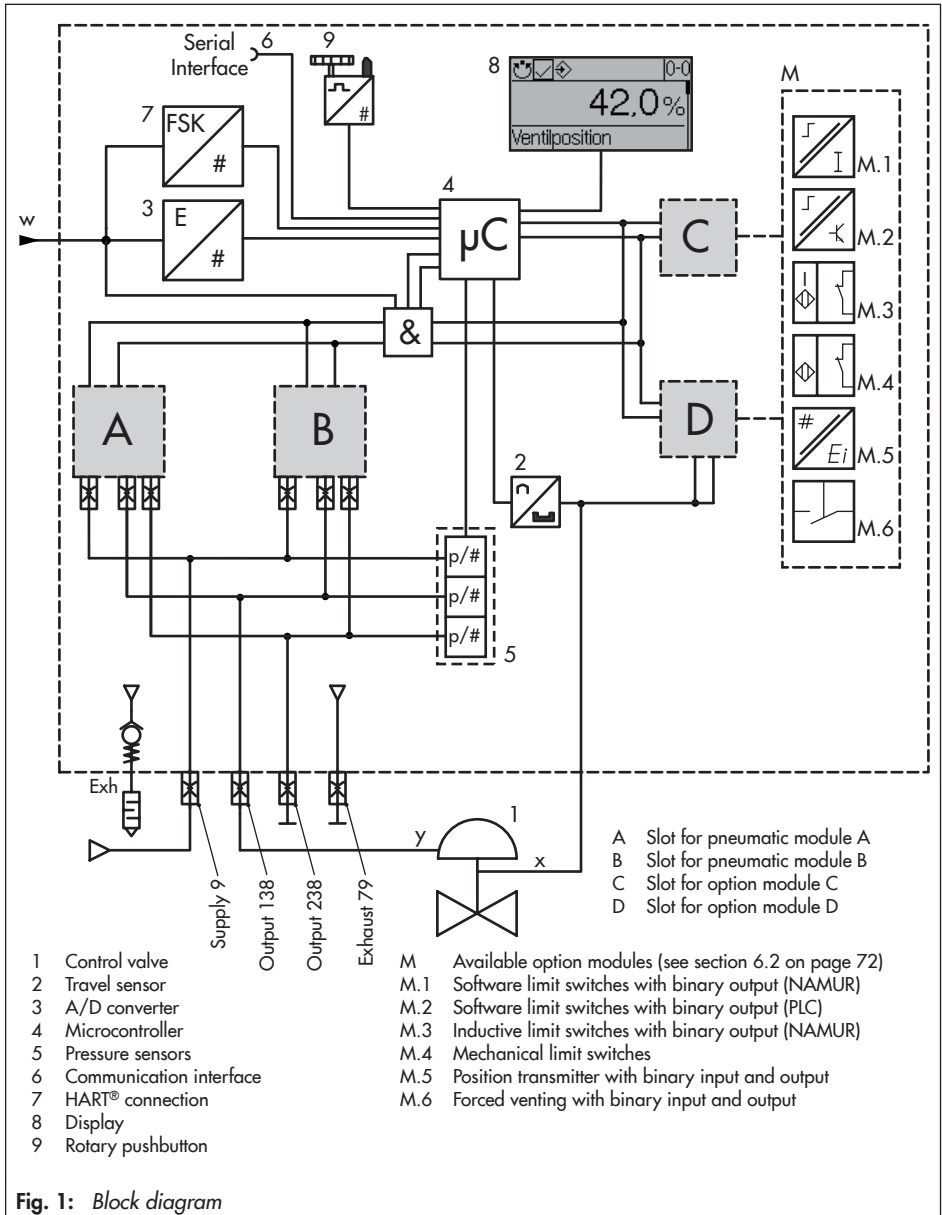 Serial
Interface
6
9
#
8
0-0
42,0%
Ventilposition
M
7
FSK
#
I
M.1
4
3
E
#
w
µC
C
M.2
M.3
&
M.4
A
B
D
2
#
Ei
M.5
M.6
p/#
p/#
p/#
5
Exh
1
y
x
Supply 9
Output 138
Output 238
Exhaust 79
A Slot for pneumatic module A
B Slot for pneumatic module B
C Slot for option module C
D Slot for option module D
1 Control valve
2 Travel sensor
3 A/D converter
4 Microcontroller
5 Pressure sensors
6 Communication interface
7 HART® connection
8 Display
9 Rotary pushbutton
M Available option modules (see section 6.2 on page 72)
M.1 Software limit switches with binary output (NAMUR)
M.2 Software limit switches with binary output (PLC)
M.3 Inductive limit switches with binary output (NAMUR)
M.4 Mechanical limit switches
M.5 Position transmitter with binary input and output
M.6 Forced venting with binary input and output
Fig. 1: Block diagram